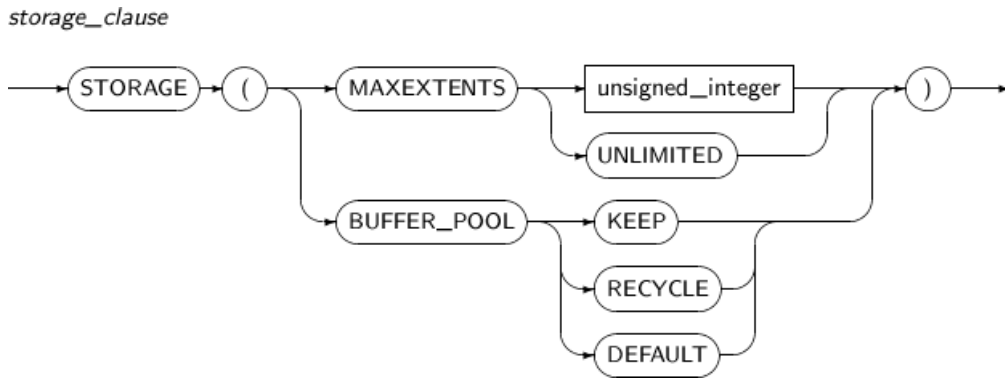 storage_clause
STORAGE ( MAXEXTENTS unsigned_integer )
UNLIMITED
BUFFER_POOL KEEP
RECYCLE
DEFAULT